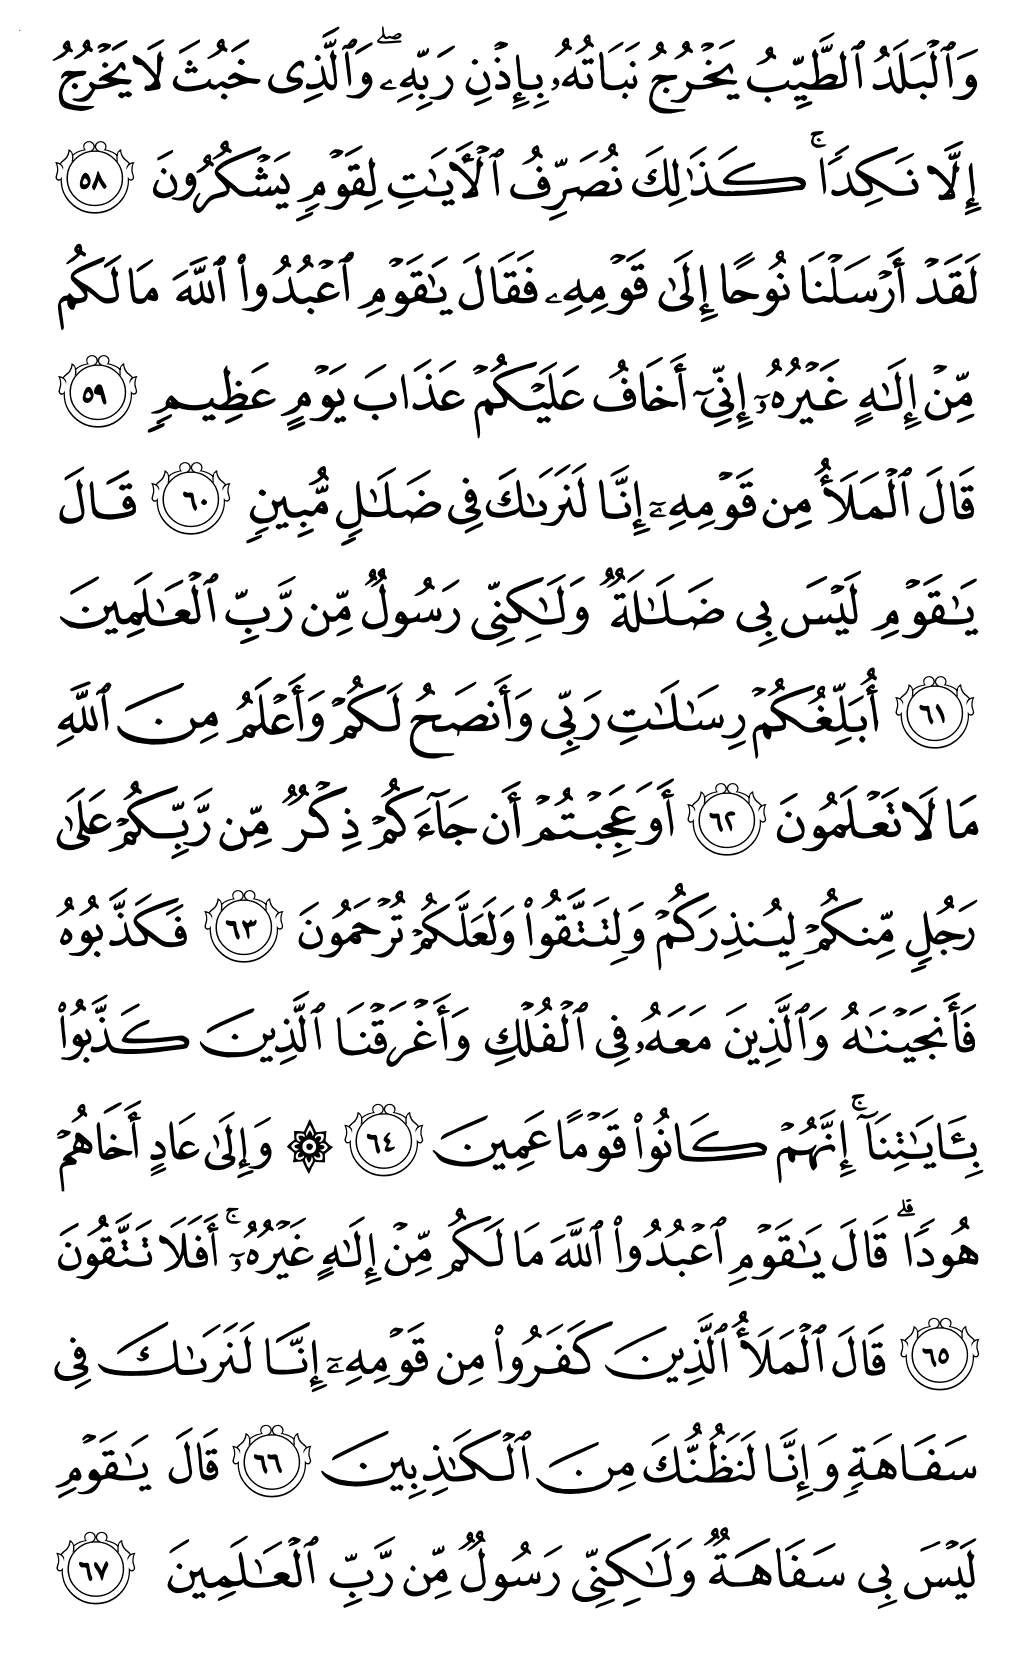 وَٱلۡبَلَدُ ٱلطَّيِّبُ يَخۡرُجُ نَبَاتُهُۥ بِإِذۡنِ رَبِّهِۦۖ وَٱلَّذِى خَبُثَ لَا يَخۡرُجُ
إِلَّا نَكِدٗاۚ كَذَٰلِكَ نُصَرِّفُ ٱلۡأٓيَٰتِ لِقَوۡمٖ يَشۡكُرُونَ ٥٨
لَقَدۡ أَرۡسَلۡنَا نُوحًا إِلَىٰ قَوۡمِهِۦ فَقَالَ يَٰقَوۡمِ ٱعۡبُدُواْ ٱللَّهَ مَا لَكُم
مِّنۡ إِلَٰهٍ غَيۡرُهُۥٓ إِنِّىٓ أَخَافُ عَلَيۡكُمۡ عَذَابَ يَوۡمٍ عَظِيمٖ ٥٩
قَالَ ٱلۡمَلَأُ مِن قَوۡمِهِۦٓ إِنَّا لَنَرَىٰكَ فِى ضَلَٰلٖ مُّبِينٖ ٦٠ قَالَ
يَٰقَوۡمِ لَيۡسَ بِى ضَلَٰلَةٞ وَلَٰكِنِّى رَسُولٞ مِّن رَّبِّ ٱلۡعَٰلَمِينَ
٦١ أُبَلِّغُكُمۡ رِسَٰلَٰتِ رَبِّى وَأَنصَحُ لَكُمۡ وَأَعۡلَمُ مِنَ ٱللَّهِ
مَا لَا تَعۡلَمُونَ ٦٢ أَوَعَجِبۡتُمۡ أَن جَآءَكُمۡ ذِكۡرٞ مِّن رَّبِّكُمۡ عَلَىٰ
رَجُلٖ مِّنكُمۡ لِيُنذِرَكُمۡ وَلِتَتَّقُواْ وَلَعَلَّكُمۡ تُرۡحَمُونَ ٦٣ فَكَذَّبُوهُ
فَأَنجَيۡنَٰهُ وَٱلَّذِينَ مَعَهُۥ فِى ٱلۡفُلۡكِ وَأَغۡرَقۡنَا ٱلَّذِينَ كَذَّبُواْ
بِـَٔايَٰتِنَآۚ إِنَّهُمۡ كَانُواْ قَوۡمًا عَمِينَ ٦٤ ۞ وَإِلَىٰ عَادٍ أَخَاهُمۡ
هُودٗاۗ قَالَ يَٰقَوۡمِ ٱعۡبُدُواْ ٱللَّهَ مَا لَكُم مِّنۡ إِلَٰهٍ غَيۡرُهُۥٓۚ أَفَلَا تَتَّقُونَ
٦٥ قَالَ ٱلۡمَلَأُ ٱلَّذِينَ كَفَرُواْ مِن قَوۡمِهِۦٓ إِنَّا لَنَرَىٰكَ فِى
سَفَاهَةٖ وَإِنَّا لَنَظُنُّكَ مِنَ ٱلۡكَٰذِبِينَ ٦٦ قَالَ يَٰقَوۡمِ
لَيۡسَ بِى سَفَاهَةٞ وَلَٰكِنِّى رَسُولٞ مِّن رَّبِّ ٱلۡعَٰلَمِينَ ٦٧